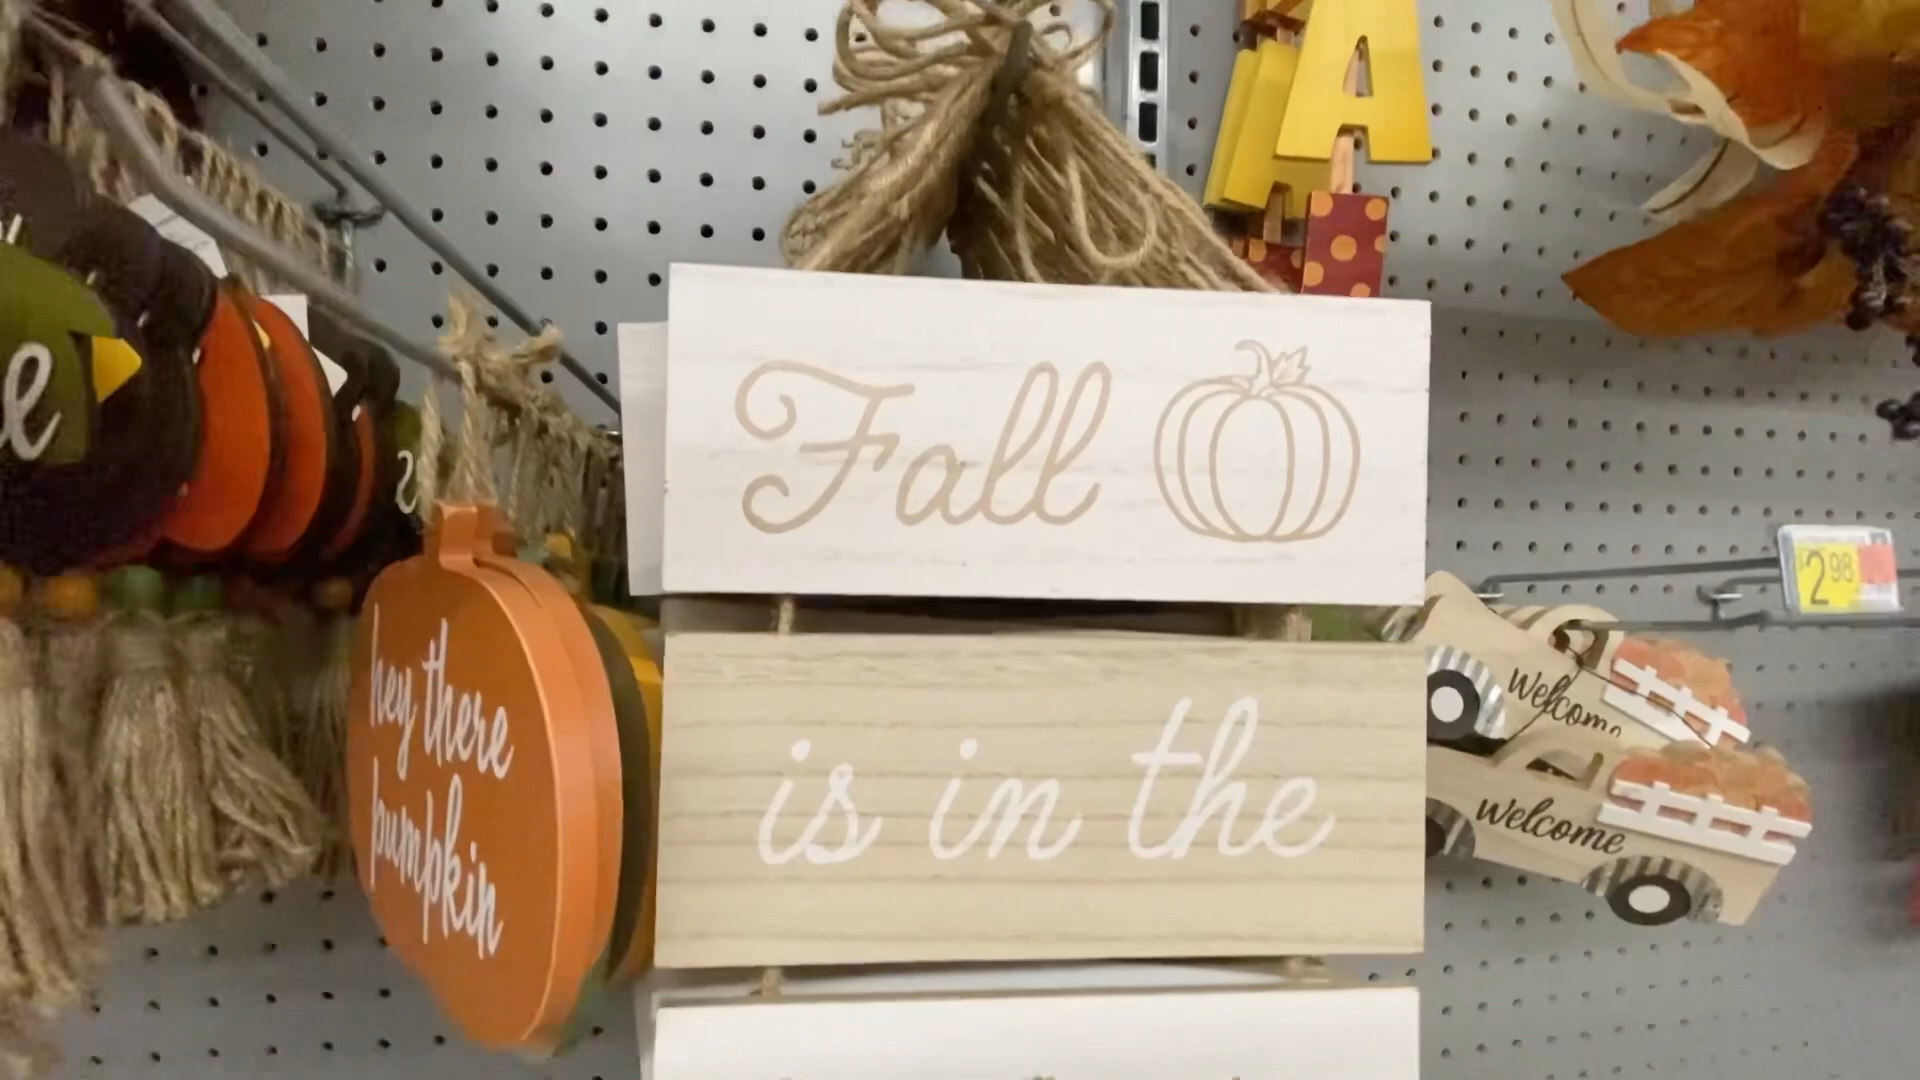 A
Fall
is in the
hey there
pumpkin
$2.98
Welcome
Welcome